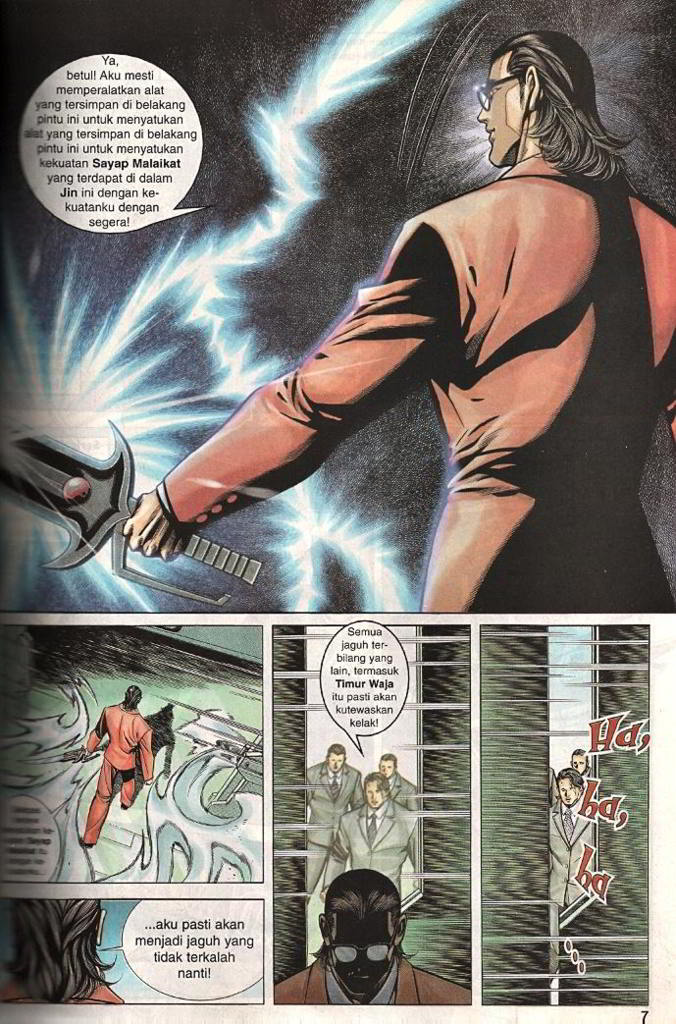 Ya,
betul! Aku mesti
memperalatkan alat
yang tersimpan di belakang
pintu ini untuk menyatukan
alat yang tersimpan di belakang
pintu ini untuk menyatukan
kekuatan Sayap Malaikat
yang terdapat di dalam
Jin ini dengan ke-
kuatanku dengan
segera!
...aku pasti akan
menjadi jaguh yang
tidak terkalah
nanti!
Semua
jaguh ter-
bilang yang
lain, termasuk
Timur Waja
itu pasti akan
kutewaskan
kelak!
Ha,
ha,
ha
7